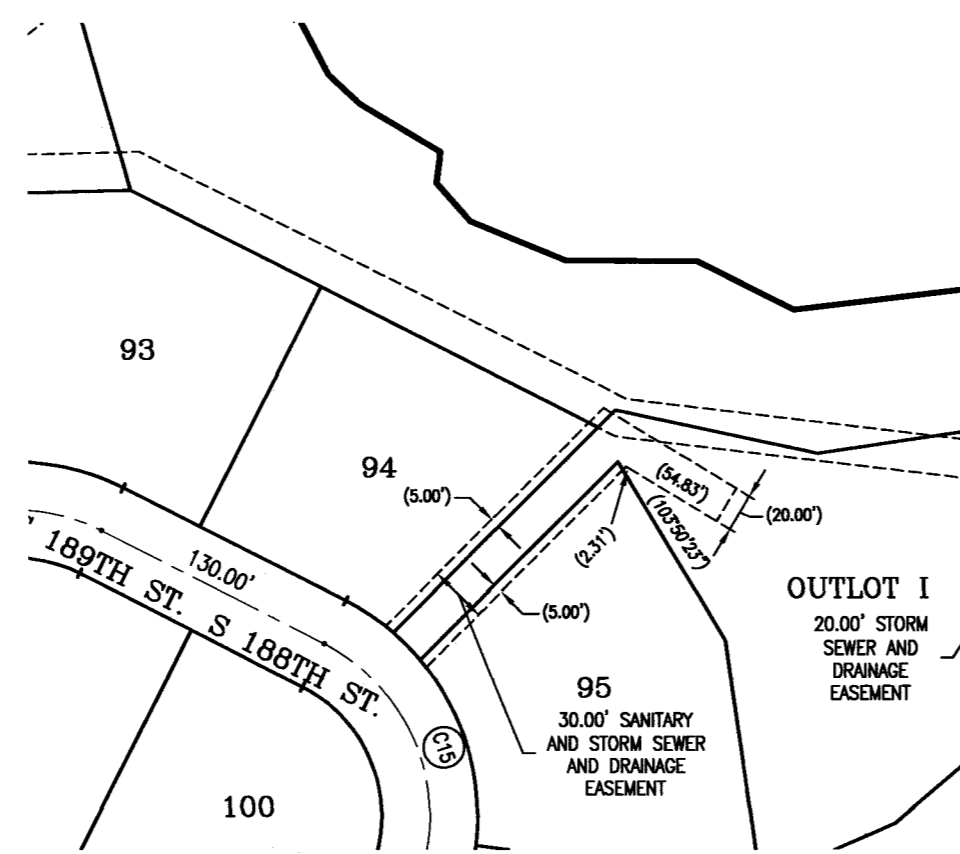 93
94
(5.00')
(54.83')
(20.00')
(103°50'23")
(2.31')
130.00'
189TH ST.
S 188TH ST.
(5.00')
OUTLOT I
20.00' STORM
SEWER AND
DRAINAGE
EASEMENT
95
30.00' SANITARY
AND STORM SEWER
AND DRAINAGE
EASEMENT
C15
100